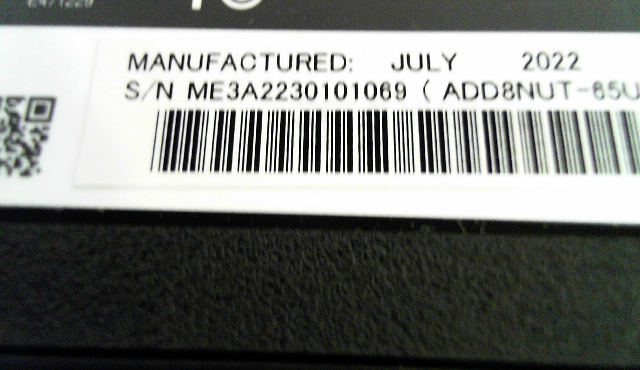 MANUFACTURED: JULY 2022
S/N ME3A2230101069 ( ADD8NUT-65U